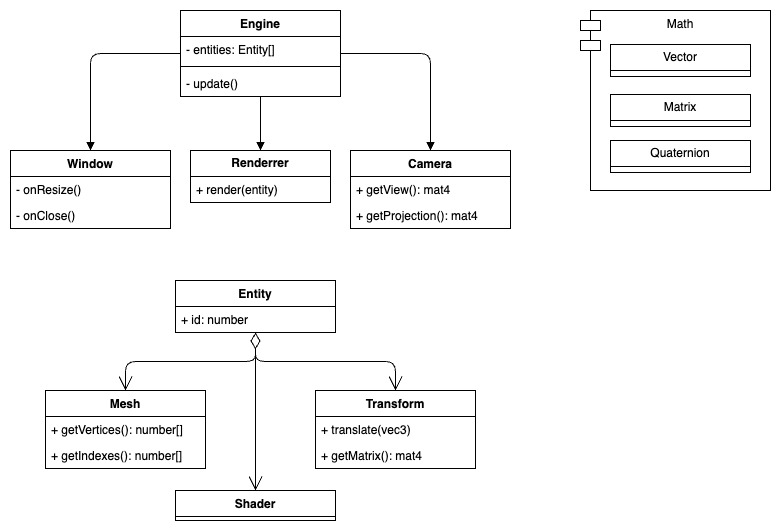 Engine
- entities: Entity[]
- update()
Math
Vector
Matrix
Quaternion
Window
- onResize()
- onClose()
Renderrer
+ render(entity)
Camera
+ getView(): mat4
+ getProjection(): mat4
Entity
+ id: number
Mesh
+ getVertices(): number[]
+ getIndexes(): number[]
Transform
+ translate(vec3)
+ getMatrix(): mat4
Shader